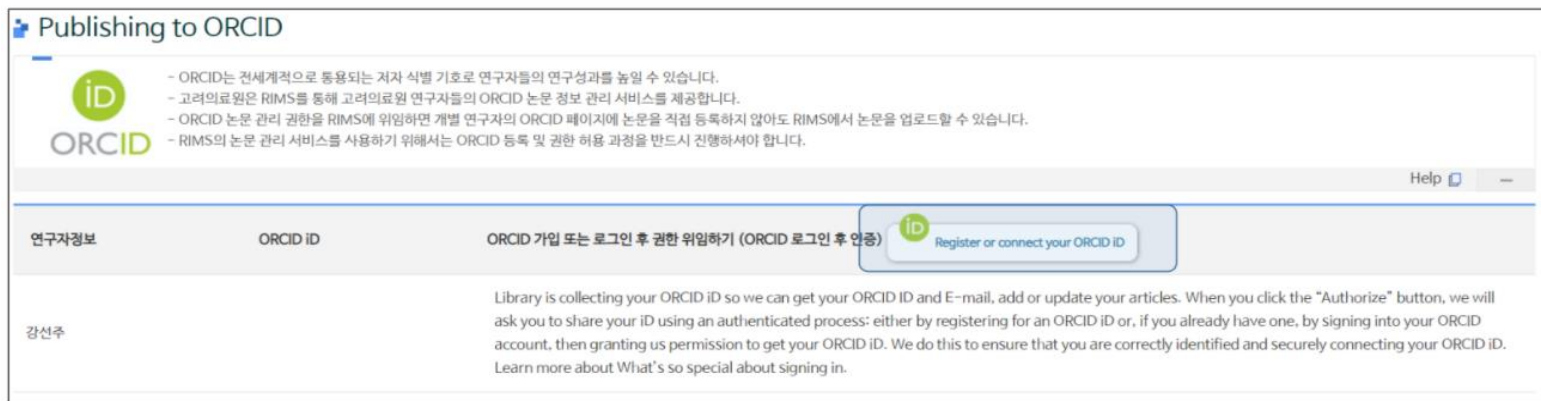 Publishing to ORCID
iD
ORCID
- ORCID는 전세계적으로 통용되는 저자 식별 기호로 연구자들의 연구성과를 높일 수 있습니다.
- 고려의료원은 RIMS를 통해 고려의료원 연구자들의 ORCID 논문 정보 관리 서비스를 제공합니다.
- ORCID 논문 관리 권한을 RIMS에 위임하면 개별 연구자의 ORCID 페이지에 논문을 직접 등록하지 않아도 RIMS에서 논문을 업로드할 수 있습니다.
- RIMS의 논문 관리 서비스를 사용하기 위해서는 ORCID 등록 및 권한 허용 과정을 반드시 진행하셔야 합니다.
Help
연구자정보 ORCID iD ORCID 가입 또는 로그인 후 권한 위임하기 (ORCID 로그인 후 인증) iD Register or connect your ORCID iD
Library is collecting your ORCID iD so we can get your ORCID ID and E-mail, add or update your articles. When you click the "Authorize" button, we will
강선주 ask you to share your iD using an authenticated process: either by registering for an ORCID iD or, if you already have one, by signing into your ORCID
account, then granting us permission to get your ORCID iD. We do this to ensure that you are correctly identified and securely connecting your ORCID iD.
Learn more about What's so special about signing in.